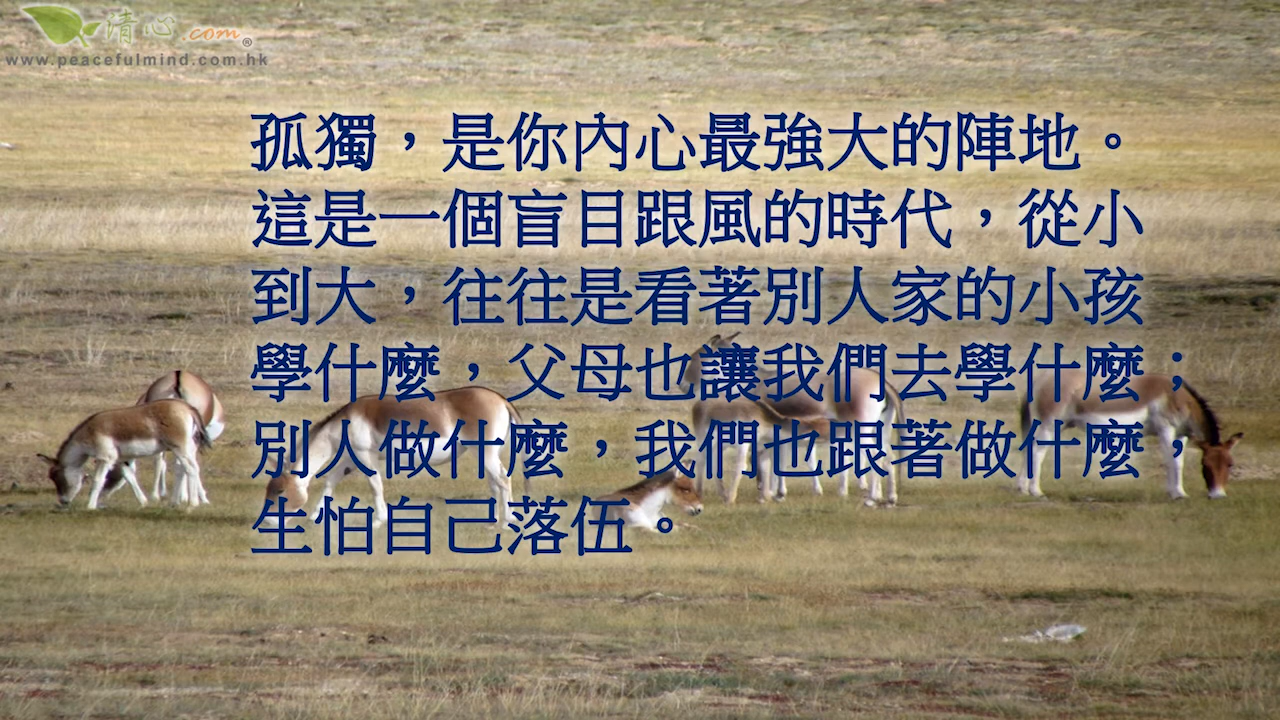 清心.com®
www.peacefulmind.com.hk
孤獨，是你內心最強大的陣地。
這是一個盲目跟風的時代，從小
到大，往往是看著別人家的小孩
學什麼，父母也讓我們去學什麼；
別人做什麼，我們也跟著做什麼，
生怕自己落伍。